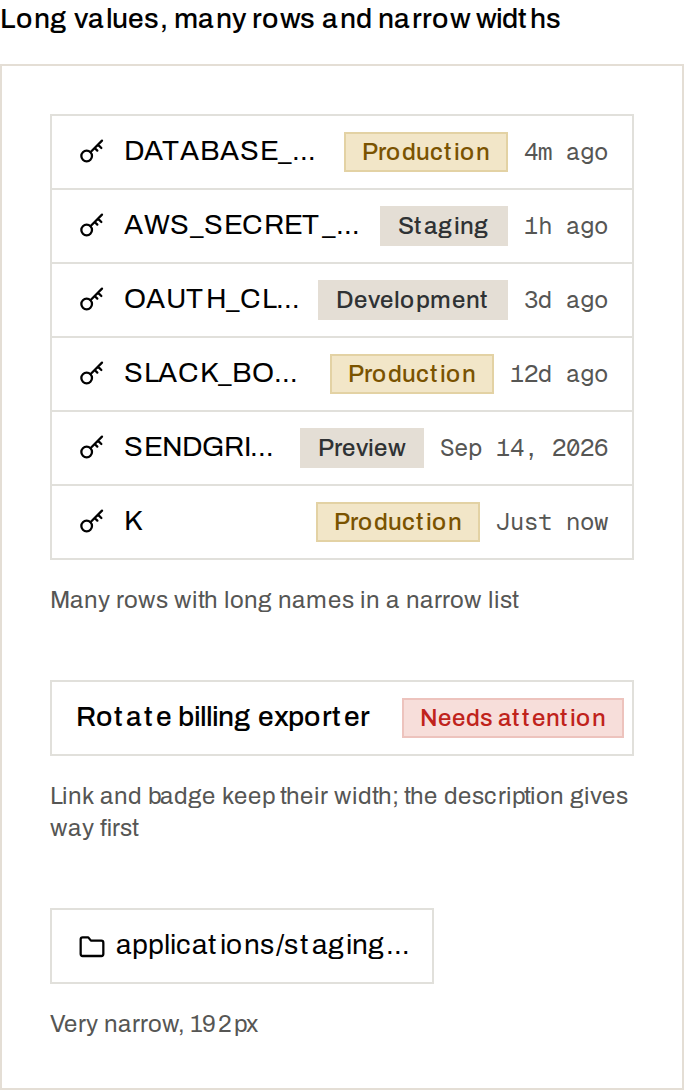 Long values, many rows and narrow widths
DATABASE_... Production 4m ago
AWS_SECRET_... Staging 1h ago
OAUTH_CL... Development 3d ago
SLACK_BO... Production 12d ago
SENDGRI... Preview Sep 14, 2026
K Production Just now
Many rows with long names in a narrow list
Rotate billing exporter Needs attention
Link and badge keep their width; the description gives
way first
applications/staging...
Very narrow, 192px